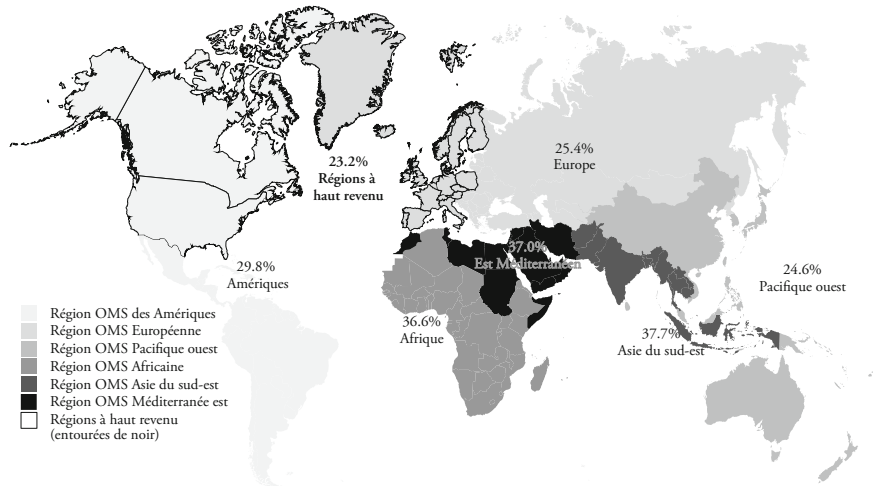 23.2%
Régions à
haut revenu
25.4%
Europe
37.0%
Est Méditerranéen
29.8%
Amériques
24.6%
Pacifique ouest
36.6%
Afrique
37.7%
Asie du sud-est
Région OMS des Amériques
Région OMS Européenne
Région OMS Pacifique ouest
Région OMS Africaine
Région OMS Asie du sud-est
Région OMS Méditerranée est
Régions à haut revenu
(entourées de noir)